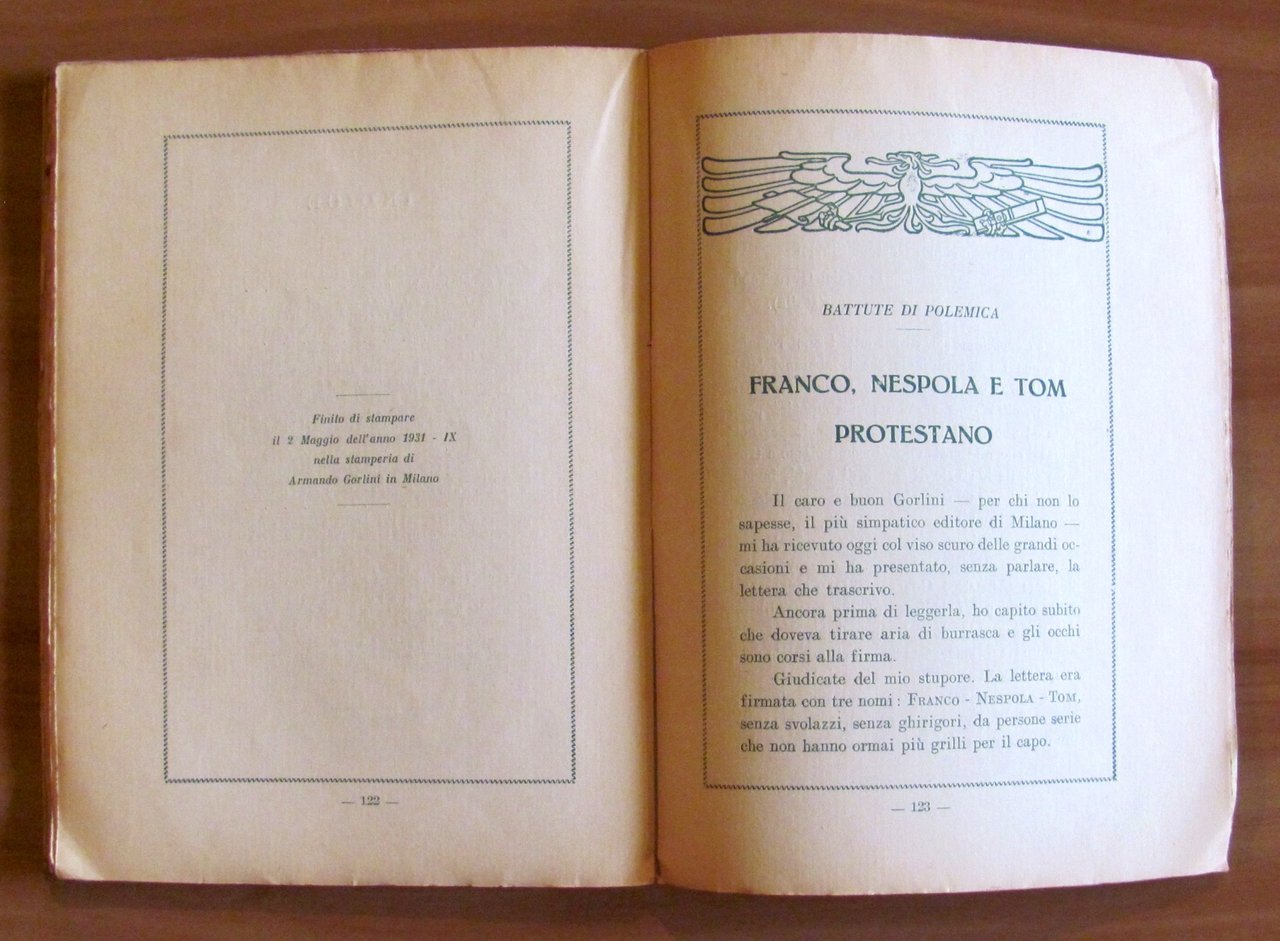 Finito di stampare
il 2 Maggio dell'anno 1931 - IX
nella stamperia di
Armando Gorlini in Milano
— 122 —
BATTUTE DI POLEMICA
FRANCO, NESPOLA E TOM
PROTESTANO
Il caro e buon Gorlini — per chi non lo
sapesse, il più simpatico editore di Milano —
mi ha ricevuto oggi col viso scuro delle grandi oc-
casioni e mi ha presentato, senza parlare, la
lettera che trascrivo.
Ancora prima di leggerla, ho capito subito
che doveva tirare aria di burrasca e gli occhi
sono corsi alla firma.
Giudicate del mio stupore. La lettera era
firmata con tre nomi : FRANCO - NESPOLA - TOM,
senza svolazzi, senza ghirigori, da persone serie
che non hanno ormai più grilli per il capo.
— 123 —